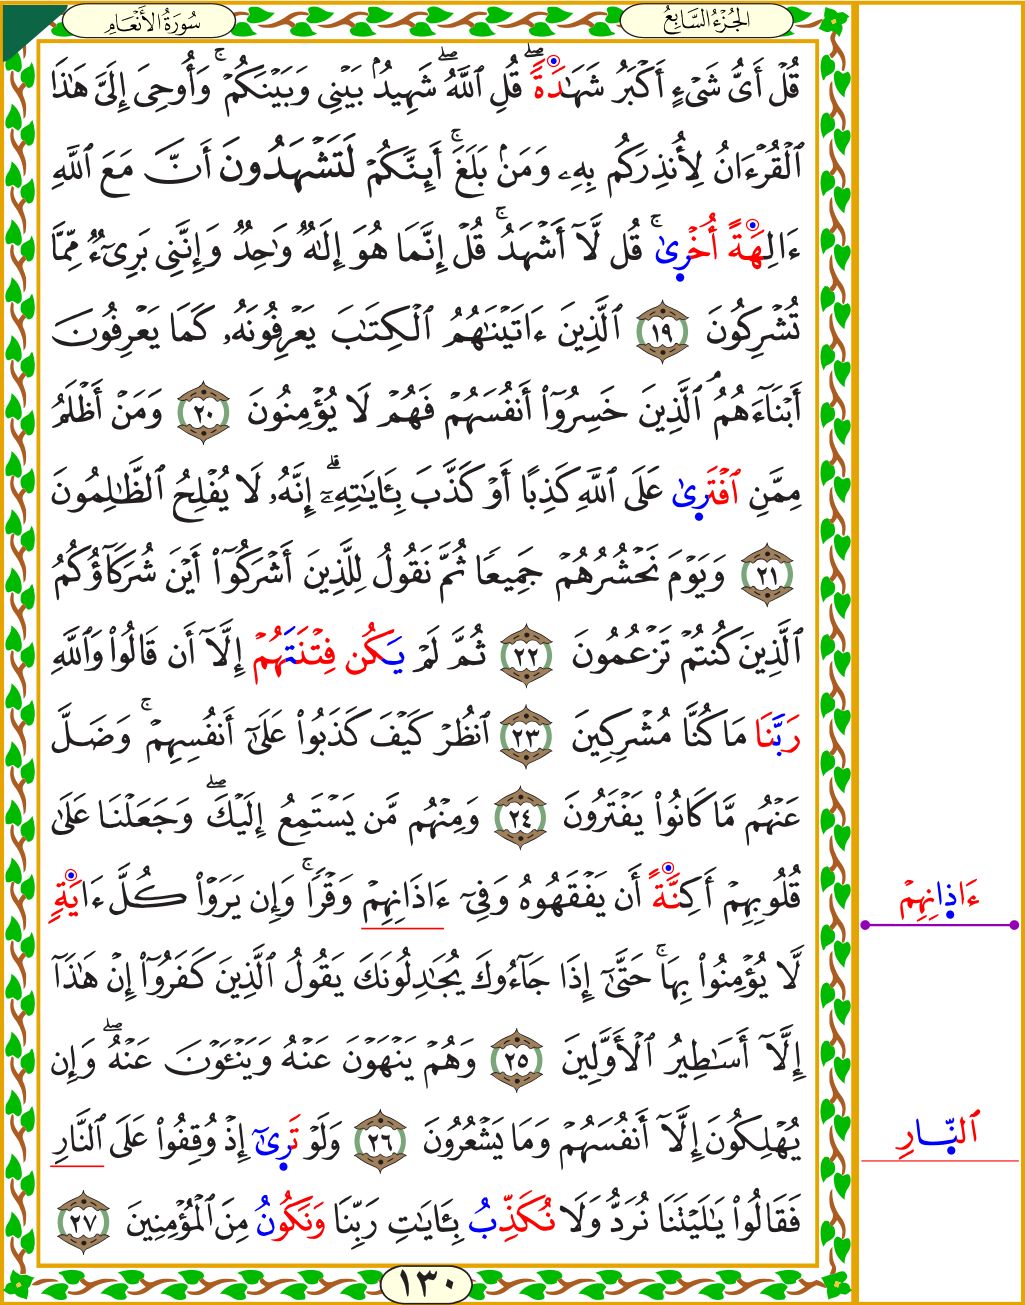 الجُزْءُ السَّابِعُ
سُورَةُ الأَنْعَامِ
قُلْ أَىُّ شَىْءٍ أَكْبَرُ شَهَـٰدَةًۖ قُلِ ٱللَّهُۖ شَهِيدُۢ بَيْنِى وَبَيْنَكُمْۚ وَأُوحِىَ إِلَىَّ هَـٰذَا
ٱلْقُرْءَانُ لِأُنذِرَكُم بِهِۦ وَمَنۢ بَلَغَۚ أَئِنَّكُمْ لَتَشْهَدُونَ أَنَّ مَعَ ٱللَّهِ
ءَالِهَةً أُخْرِىٰۚ قُل لَّآ أَشْهَدُۚ قُلْ إِنَّمَا هُوَ إِلَـٰهٌ وَٰحِدٌ وَإِنَّنِى بَرِىٓءٌ مِّمَّا
تُشْرِكُونَ ١٩ ٱلَّذِينَ ءَاتَيْنَـٰهُمُ ٱلْكِتَـٰبَ يَعْرِفُونَهُۥ كَمَا يَعْرِفُونَ
أَبْنَآءَهُمُۘ ٱلَّذِينَ خَسِرُوٓا۟ أَنفُسَهُمْ فَهُمْ لَا يُؤْمِنُونَ ٢٠ وَمَنْ أَظْلَمُ
مِمَّنِ ٱفْتَرِىٰ عَلَى ٱللَّهِ كَذِبًا أَوْ كَذَّبَ بِـَٔايَـٰتِهِۦٓۗ إِنَّهُۥ لَا يُفْلِحُ ٱلظَّـٰلِمُونَ
٢١ وَيَوْمَ نَحْشُرُهُمْ جَمِيعًا ثُمَّ نَقُولُ لِلَّذِينَ أَشْرَكُوٓا۟ أَيْنَ شُرَكَآؤُكُمُ
ٱلَّذِينَ كُنتُمْ تَزْعُمُونَ ٢٢ ثُمَّ لَمْ يَكُن فِتْنَتَهُمْ إِلَّآ أَن قَالُوا۟ وَٱللَّهِ
رَبَّنَا مَا كُنَّا مُشْرِكِينَ ٢٣ ٱنظُرْ كَيْفَ كَذَبُوا۟ عَلَىٰٓ أَنفُسِهِمْۚ وَضَلَّ
عَنْهُم مَّا كَانُوا۟ يَفْتَرُونَ ٢٤ وَمِنْهُم مَّن يَسْتَمِعُ إِلَيْكَۖ وَجَعَلْنَا عَلَىٰ
قُلُوبِهِمْ أَكِنَّةً أَن يَفْقَهُوهُ وَفِىٓ ءَاذَانِهِمْ وَقْرًاۚ وَإِن يَرَوْا۟ كُلَّ ءَايَةٍ
ءَاذِانِهِمْ
لَّا يُؤْمِنُوا۟ بِهَاۚ حَتَّىٰٓ إِذَا جَآءُوكَ يُجَـٰدِلُونَكَ يَقُولُ ٱلَّذِينَ كَفَرُوٓا۟ إِنْ هَـٰذَآ
إِلَّآ أَسَـٰطِيرُ ٱلْأَوَّلِينَ ٢٥ وَهُمْ يَنْهَوْنَ عَنْهُ وَيَنْـَٔوْنَ عَنْهُۖ وَإِن
يُهْلِكُونَ إِلَّآ أَنفُسَهُمْ وَمَا يَشْعُرُونَ ٢٦ وَلَوْ تَرِىٰٓ إِذْ وُقِفُوا۟ عَلَى ٱلنَّارِ
ٱلنِّـارِ
فَقَالُوا۟ يَـٰلَيْتَنَا نُرَدُّ وَلَا نُكَذِّبُ بِـَٔايَـٰتِ رَبِّنَا وَنَكُونُ مِنَ ٱلْمُؤْمِنِينَ ٢٧
١٣٠